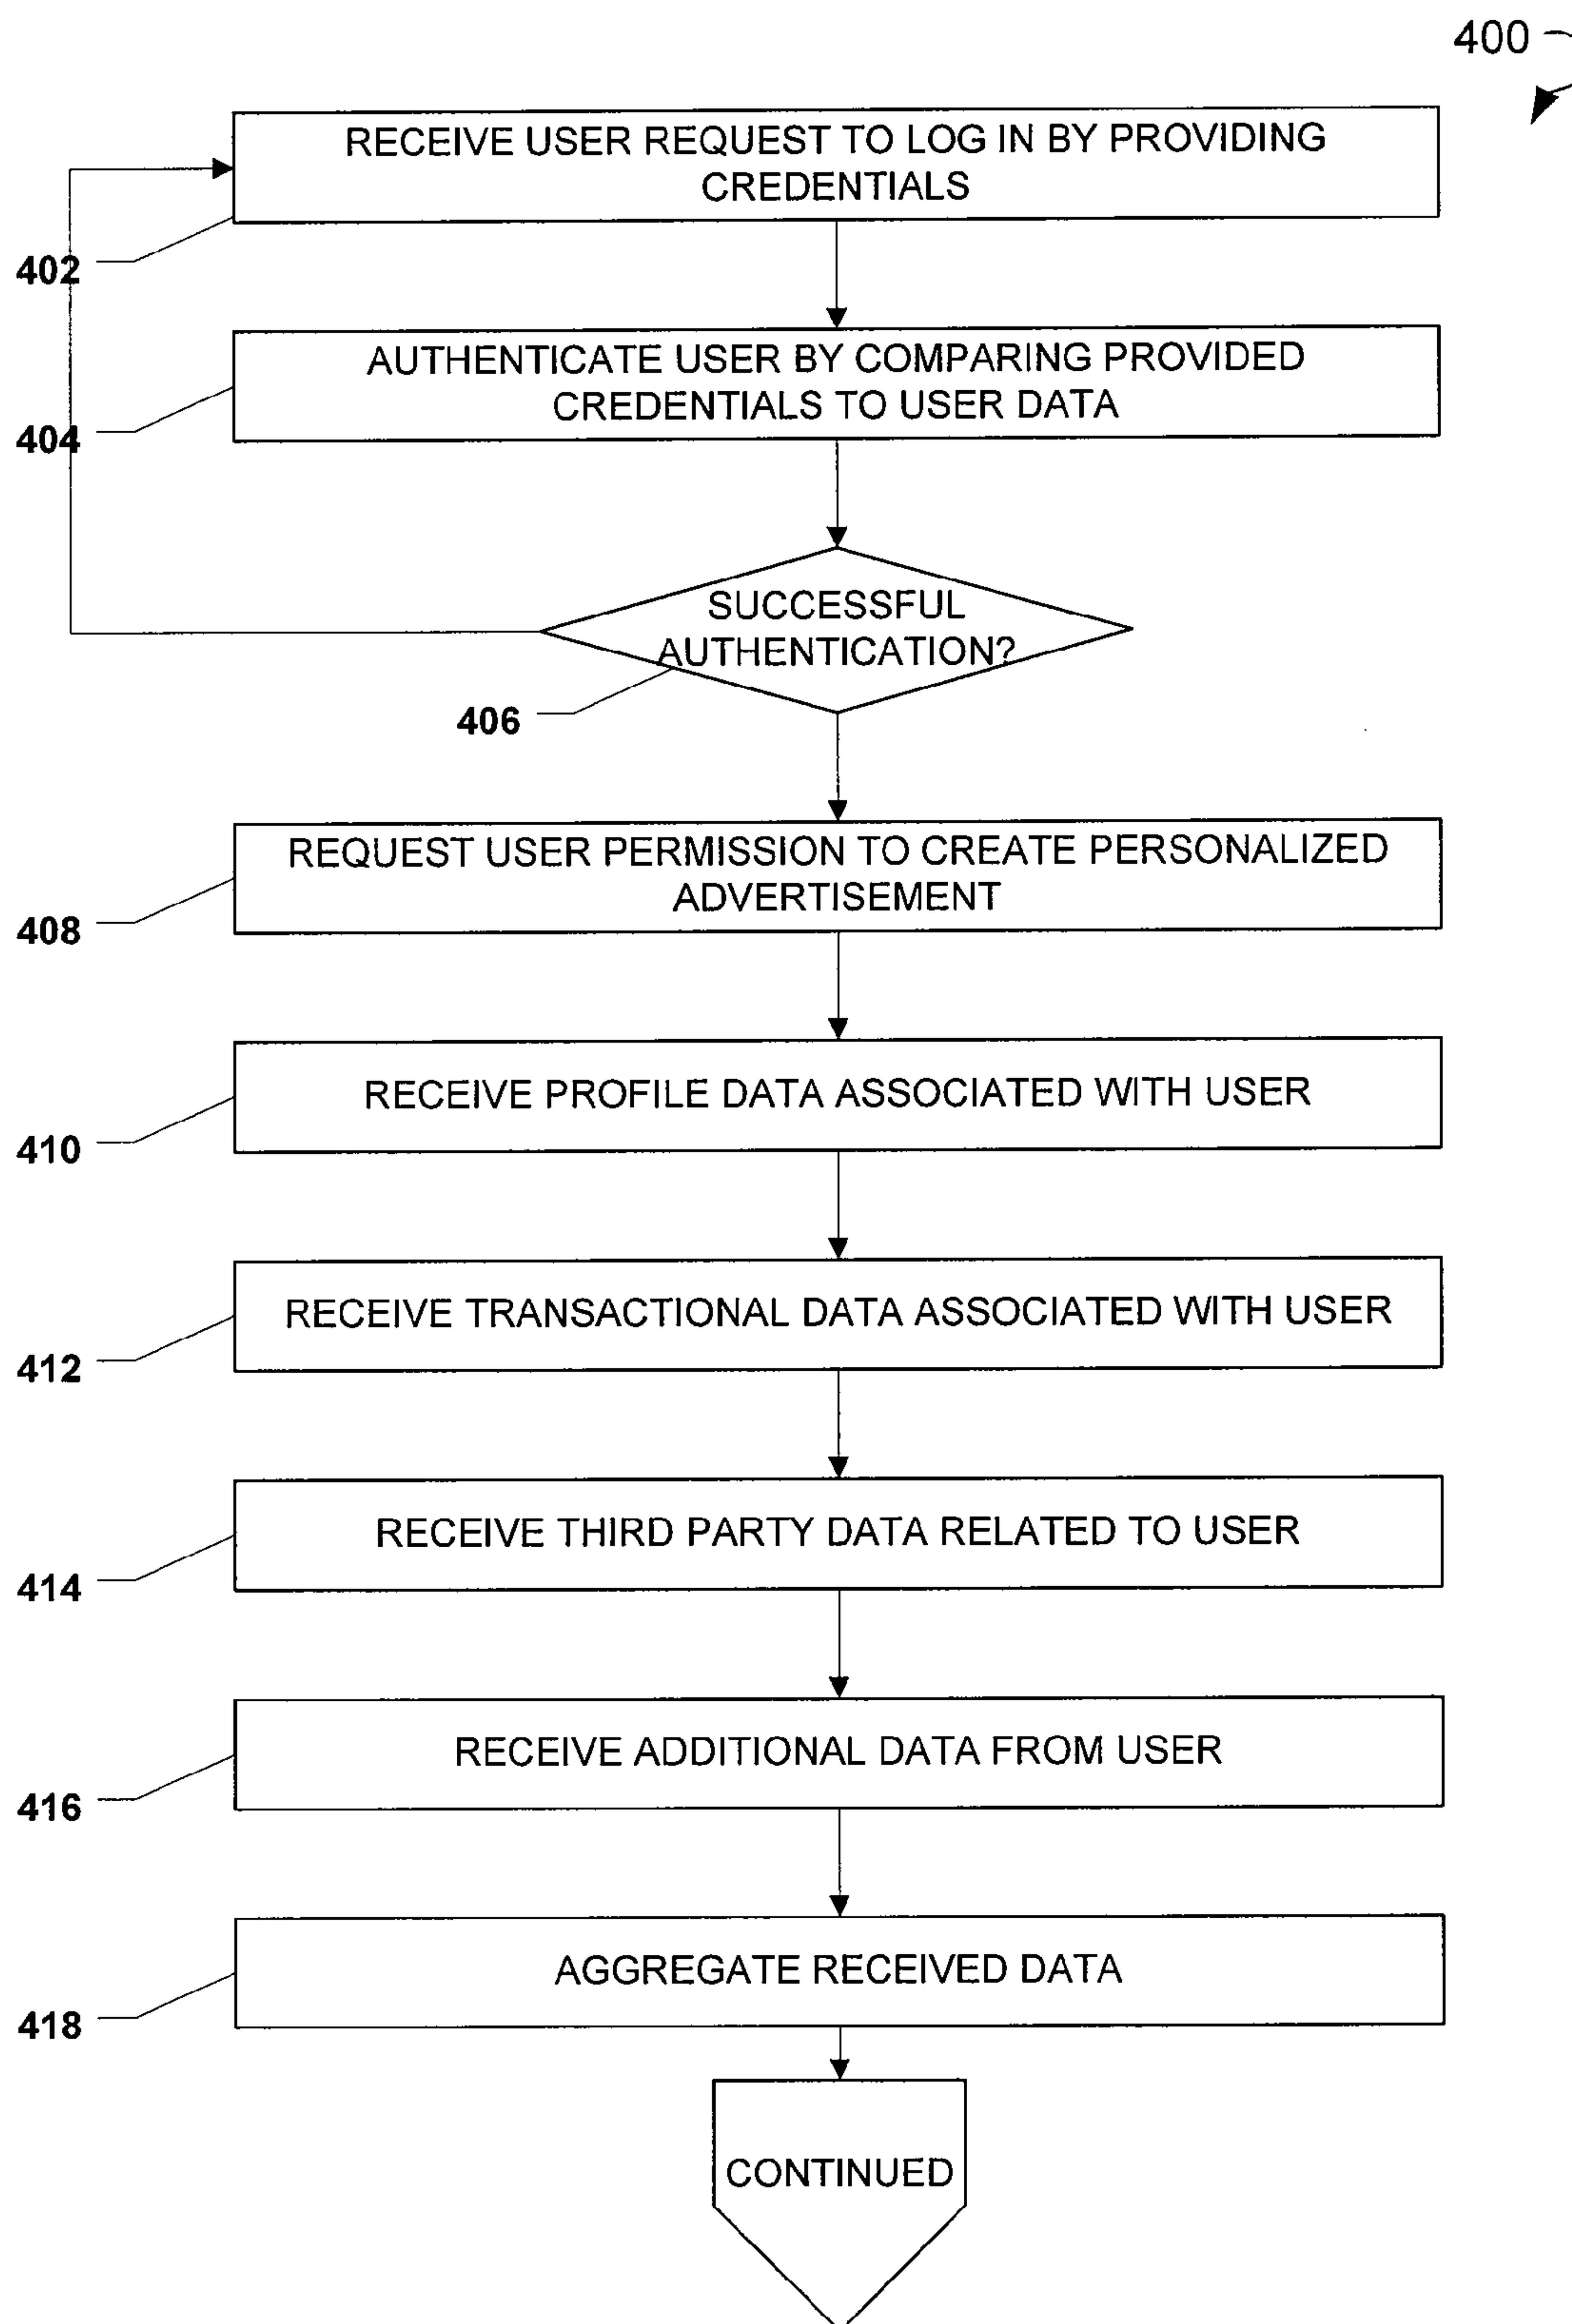 400
RECEIVE USER REQUEST TO LOG IN BY PROVIDING
CREDENTIALS
402
AUTHENTICATE USER BY COMPARING PROVIDED
CREDENTIALS TO USER DATA
404
SUCCESSFUL
AUTHENTICATION?
406
REQUEST USER PERMISSION TO CREATE PERSONALIZED
ADVERTISEMENT
408
RECEIVE PROFILE DATA ASSOCIATED WITH USER
410
RECEIVE TRANSACTIONAL DATA ASSOCIATED WITH USER
412
RECEIVE THIRD PARTY DATA RELATED TO USER
414
RECEIVE ADDITIONAL DATA FROM USER
416
AGGREGATE RECEIVED DATA
418
CONTINUED